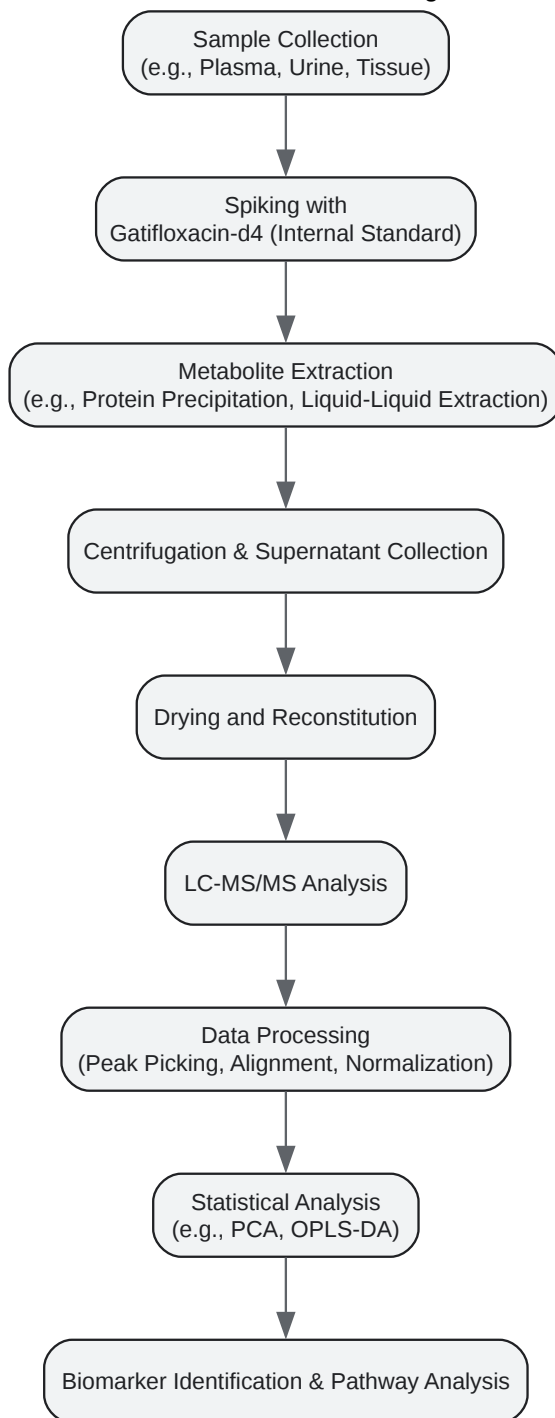 Sample Collection
(e.g., Plasma, Urine, Tissue)
Spiking with
Gatifloxacin-d4 (Internal Standard)
Metabolite Extraction
(e.g., Protein Precipitation, Liquid-Liquid Extraction)
Centrifugation & Supernatant Collection
Drying and Reconstitution
LC-MS/MS Analysis
Data Processing
(Peak Picking, Alignment, Normalization)
Statistical Analysis
(e.g., PCA, OPLS-DA)
Biomarker Identification & Pathway Analysis